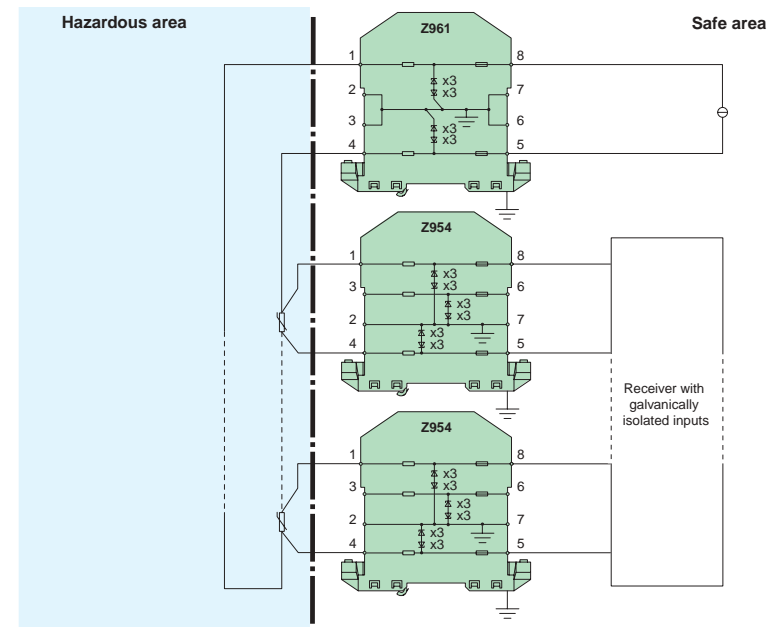 Hazardous area
Safe area
Z961
1
8
x3
x3
2
7
3
6
x3
x3
4
5
Z954
1
8
x3
x3
3
6
x3
x3
2
7
x3
x3
4
5
Receiver with
galvanically
isolated inputs
Z954
1
8
x3
x3
3
6
x3
x3
2
7
x3
x3
4
5